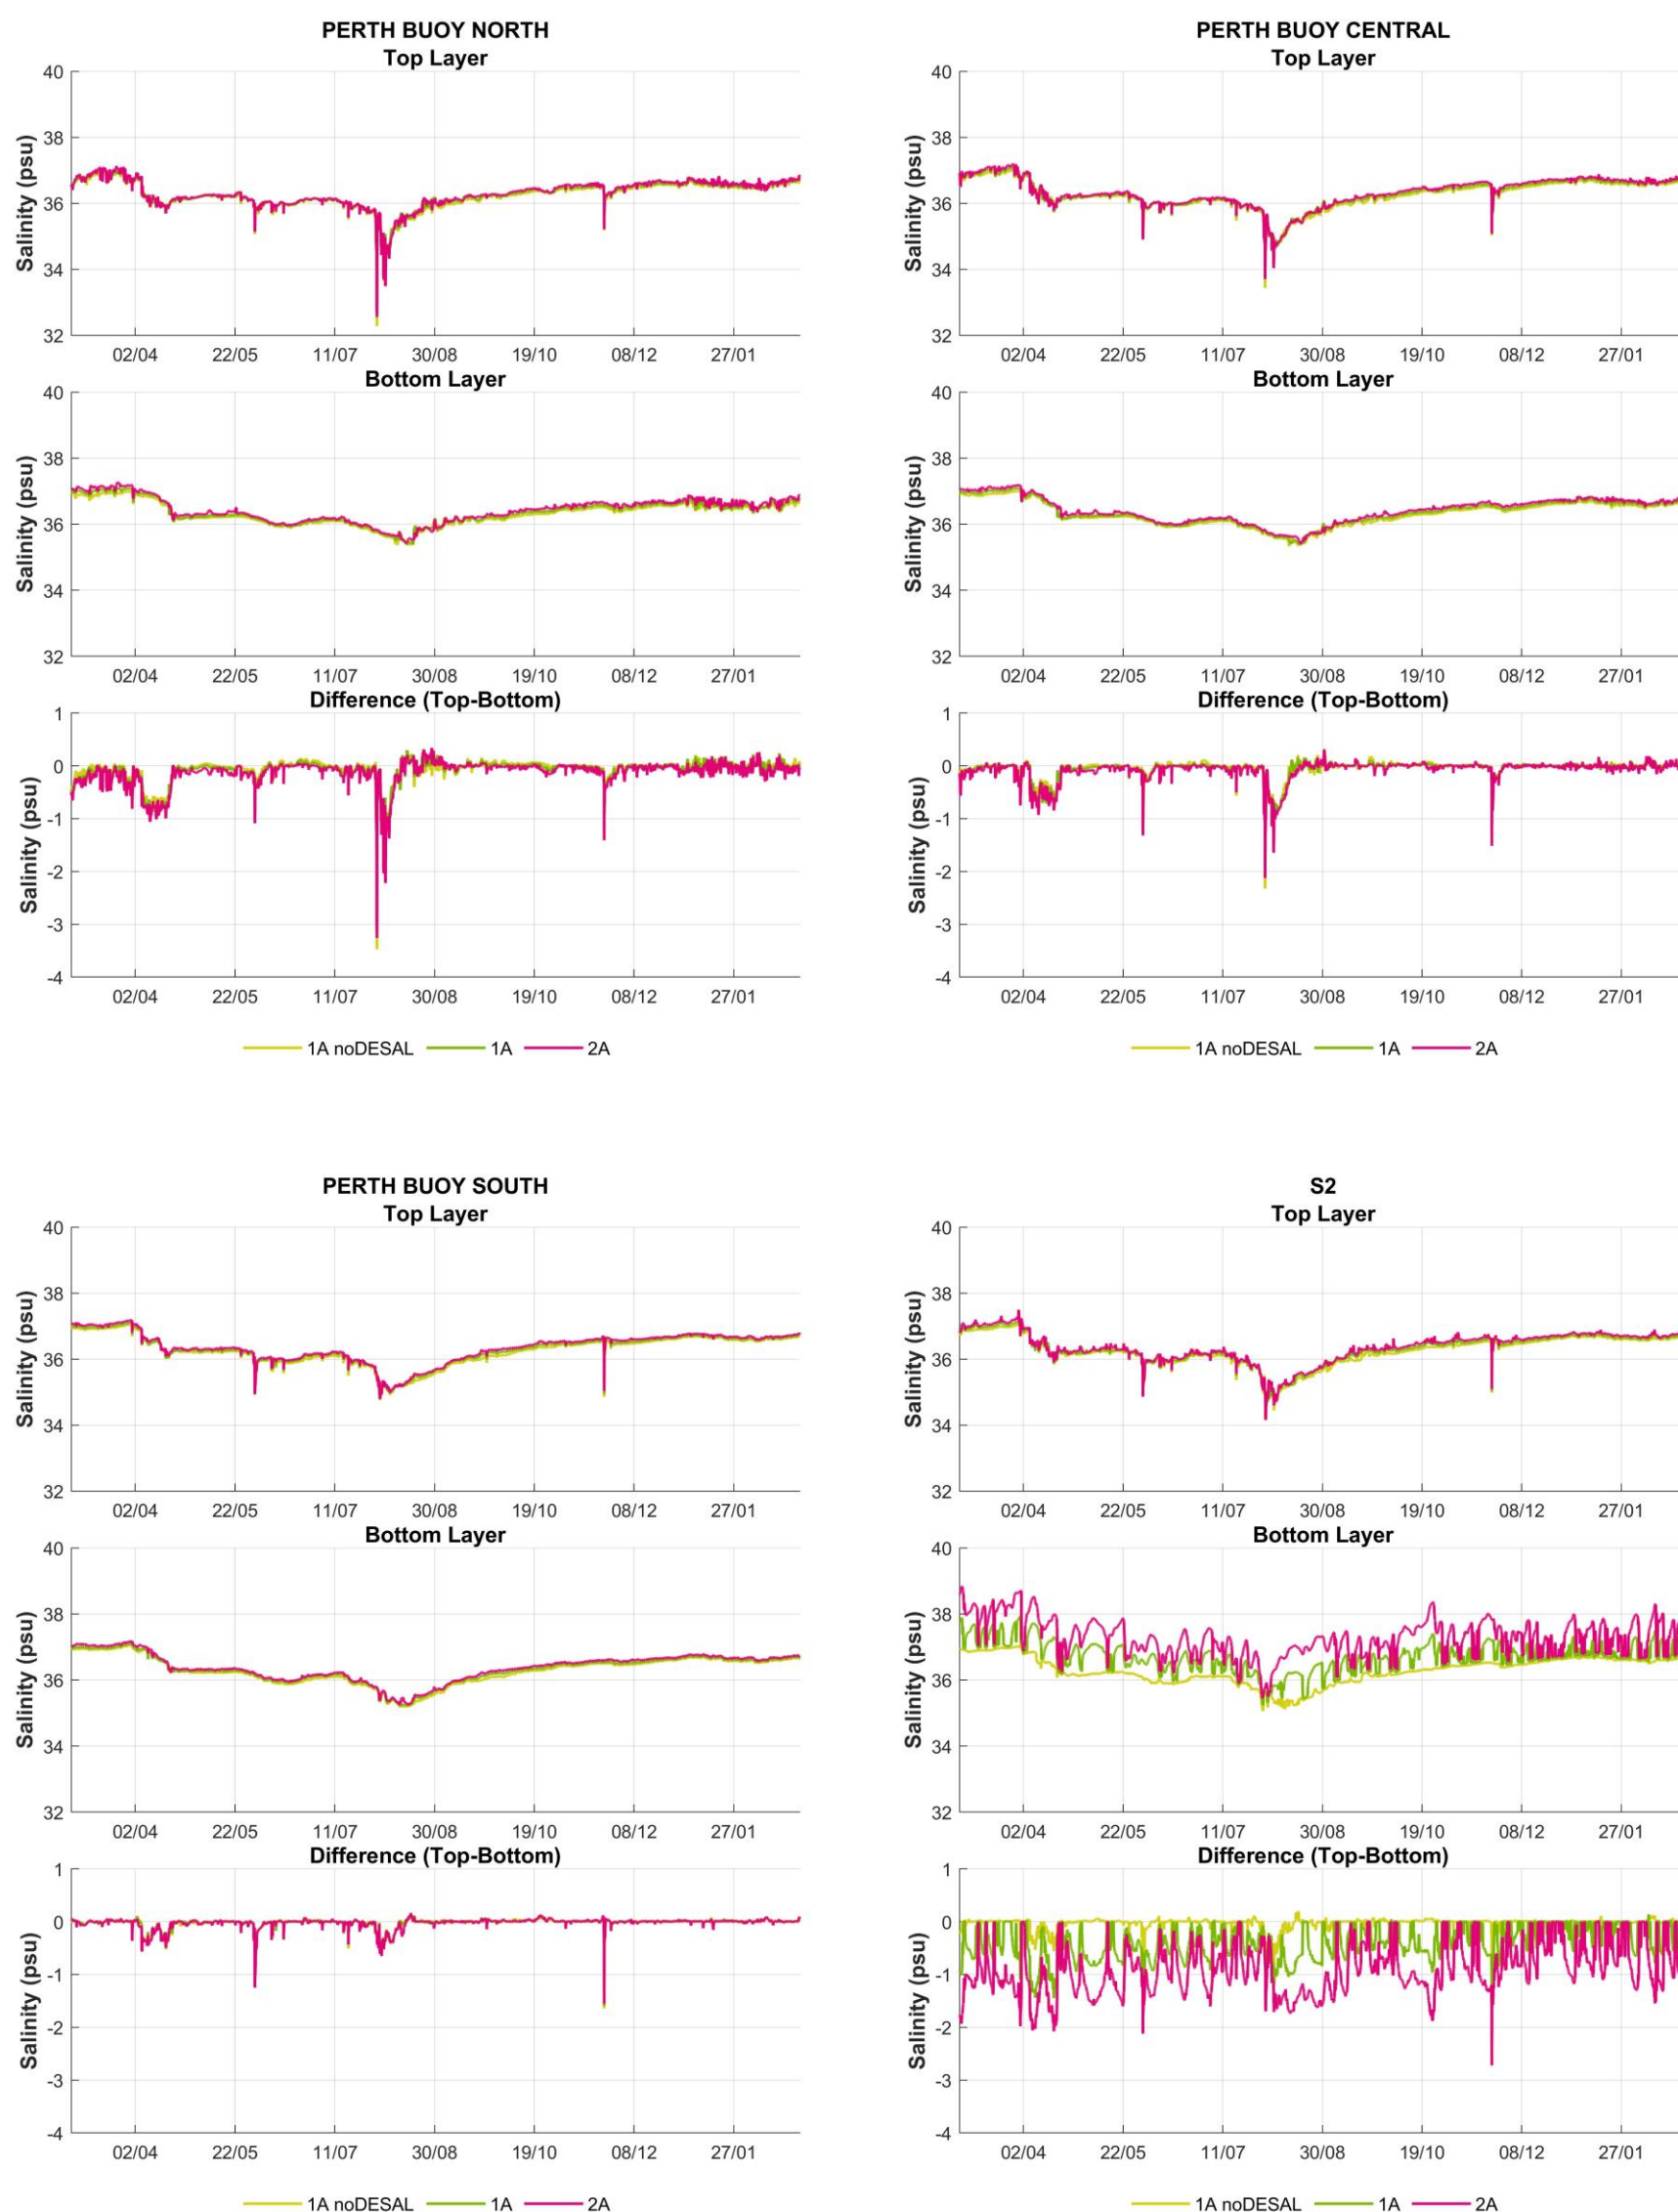 PERTH BUOY NORTH
Top Layer
Salinity (psu)
40
38
36
34
32
02/04 22/05 11/07 30/08 19/10 08/12 27/01
Bottom Layer
Salinity (psu)
40
38
36
34
32
02/04 22/05 11/07 30/08 19/10 08/12 27/01
Difference (Top-Bottom)
Salinity (psu)
1
0
-1
-2
-3
-4
02/04 22/05 11/07 30/08 19/10 08/12 27/01
1A noDESAL 1A 2A
PERTH BUOY CENTRAL
Top Layer
Salinity (psu)
40
38
36
34
32
02/04 22/05 11/07 30/08 19/10 08/12 27/01
Bottom Layer
Salinity (psu)
40
38
36
34
32
02/04 22/05 11/07 30/08 19/10 08/12 27/01
Difference (Top-Bottom)
Salinity (psu)
1
0
-1
-2
-3
-4
02/04 22/05 11/07 30/08 19/10 08/12 27/01
1A noDESAL 1A 2A
PERTH BUOY SOUTH
Top Layer
Salinity (psu)
40
38
36
34
32
02/04 22/05 11/07 30/08 19/10 08/12 27/01
Bottom Layer
Salinity (psu)
40
38
36
34
32
02/04 22/05 11/07 30/08 19/10 08/12 27/01
Difference (Top-Bottom)
Salinity (psu)
1
0
-1
-2
-3
-4
02/04 22/05 11/07 30/08 19/10 08/12 27/01
1A noDESAL 1A 2A
S2
Top Layer
Salinity (psu)
40
38
36
34
32
02/04 22/05 11/07 30/08 19/10 08/12 27/01
Bottom Layer
Salinity (psu)
40
38
36
34
32
02/04 22/05 11/07 30/08 19/10 08/12 27/01
Difference (Top-Bottom)
Salinity (psu)
1
0
-1
-2
-3
-4
02/04 22/05 11/07 30/08 19/10 08/12 27/01
1A noDESAL 1A 2A